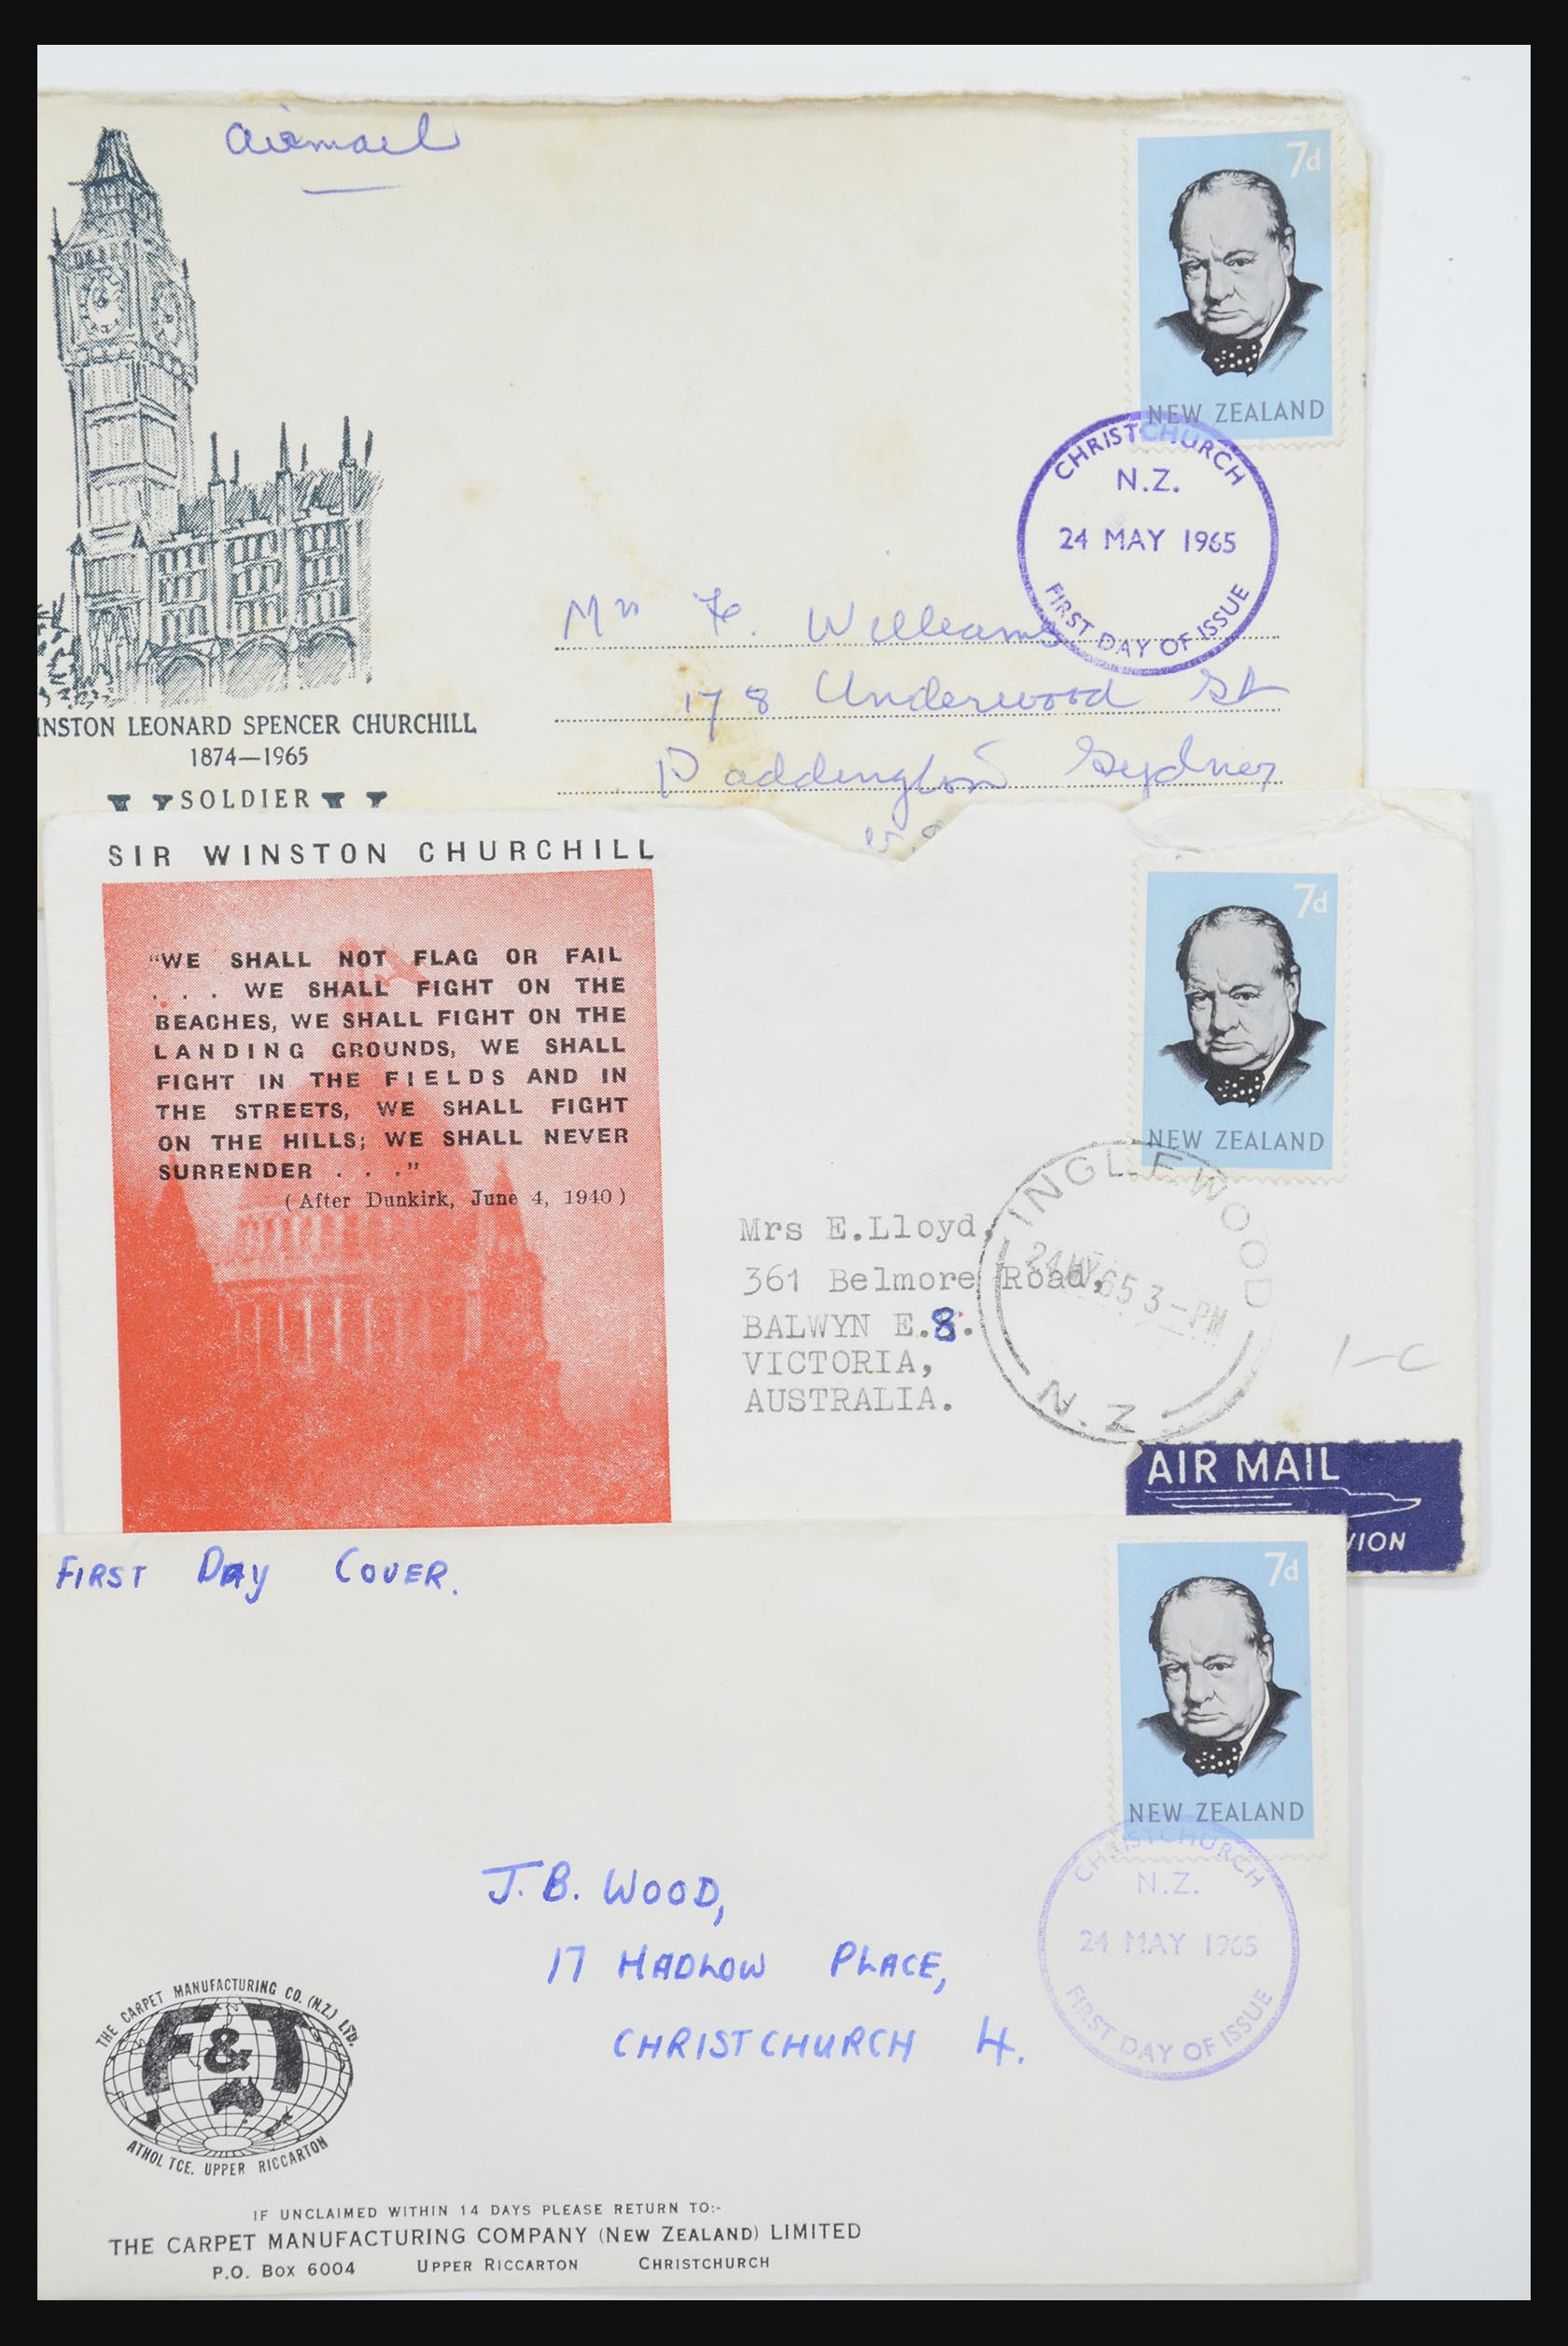 Airmail
7d
NEW ZEALAND
CHRISTCHURCH
N.Z.
24 MAY 1965
FIRST DAY OF ISSUE
Mrs F. Williams
178 Underwood St
Paddington Sydney
INSTON LEONARD SPENCER CHURCHILL
1874—1965
SOLDIER
SIR WINSTON CHURCHILL
"WE SHALL NOT FLAG OR FAIL
. . . WE SHALL FIGHT ON THE
BEACHES, WE SHALL FIGHT ON THE
LANDING GROUNDS, WE SHALL
FIGHT IN THE FIELDS AND IN
THE STREETS, WE SHALL FIGHT
ON THE HILLS; WE SHALL NEVER
SURRENDER . . ."
(After Dunkirk, June 4, 1940)
7d
NEW ZEALAND
INGLEWOOD
24 MY 65 3-PM
N.Z
Mrs E.Lloyd,
361 Belmore Road,
BALWYN E.8.
VICTORIA,
AUSTRALIA.
1-C
AIR MAIL
VION
FIRST DAY COVER.
7d
NEW ZEALAND
CHRISTCHURCH
N.Z.
24 MAY 1965
FIRST DAY OF ISSUE
J.B. WOOD,
17 HADLOW PLACE,
CHRISTCHURCH 4.
THE CARPET MANUFACTURING CO. (N.Z.) LTD.
F&T
ATHOL TCE. UPPER RICCARTON
IF UNCLAIMED WITHIN 14 DAYS PLEASE RETURN TO:-
THE CARPET MANUFACTURING COMPANY (NEW ZEALAND) LIMITED
P.O. BOX 6004 UPPER RICCARTON CHRISTCHURCH